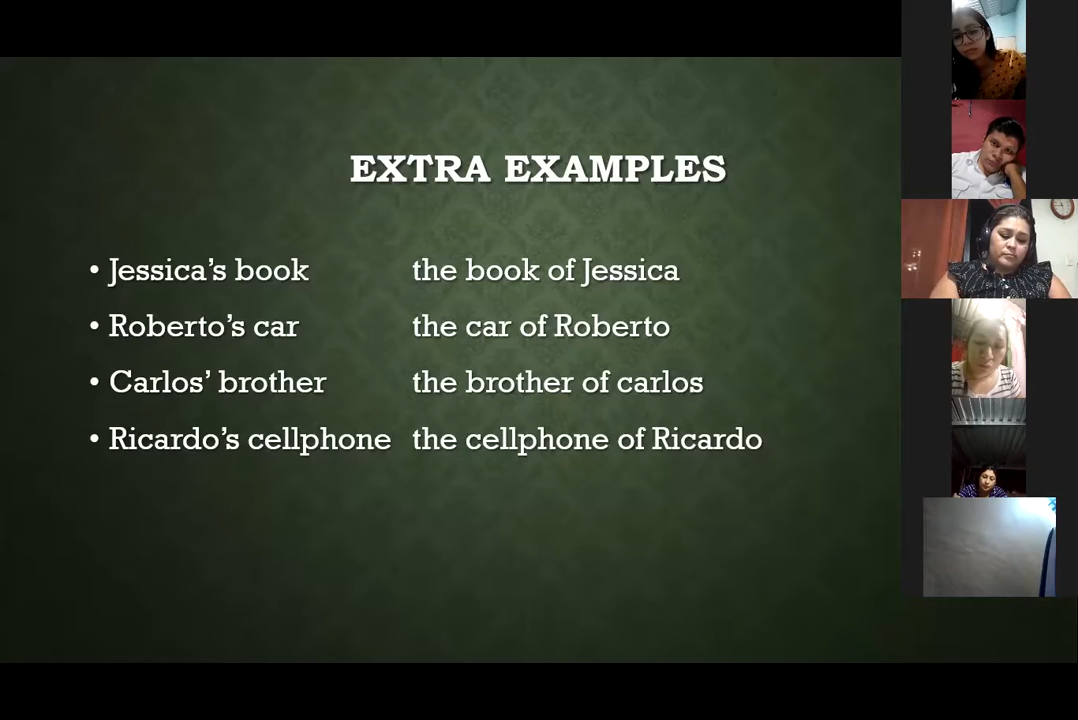 EXTRA EXAMPLES
• Jessica’s book the book of Jessica
• Roberto’s car the car of Roberto
• Carlos’ brother the brother of carlos
• Ricardo’s cellphone the cellphone of Ricardo